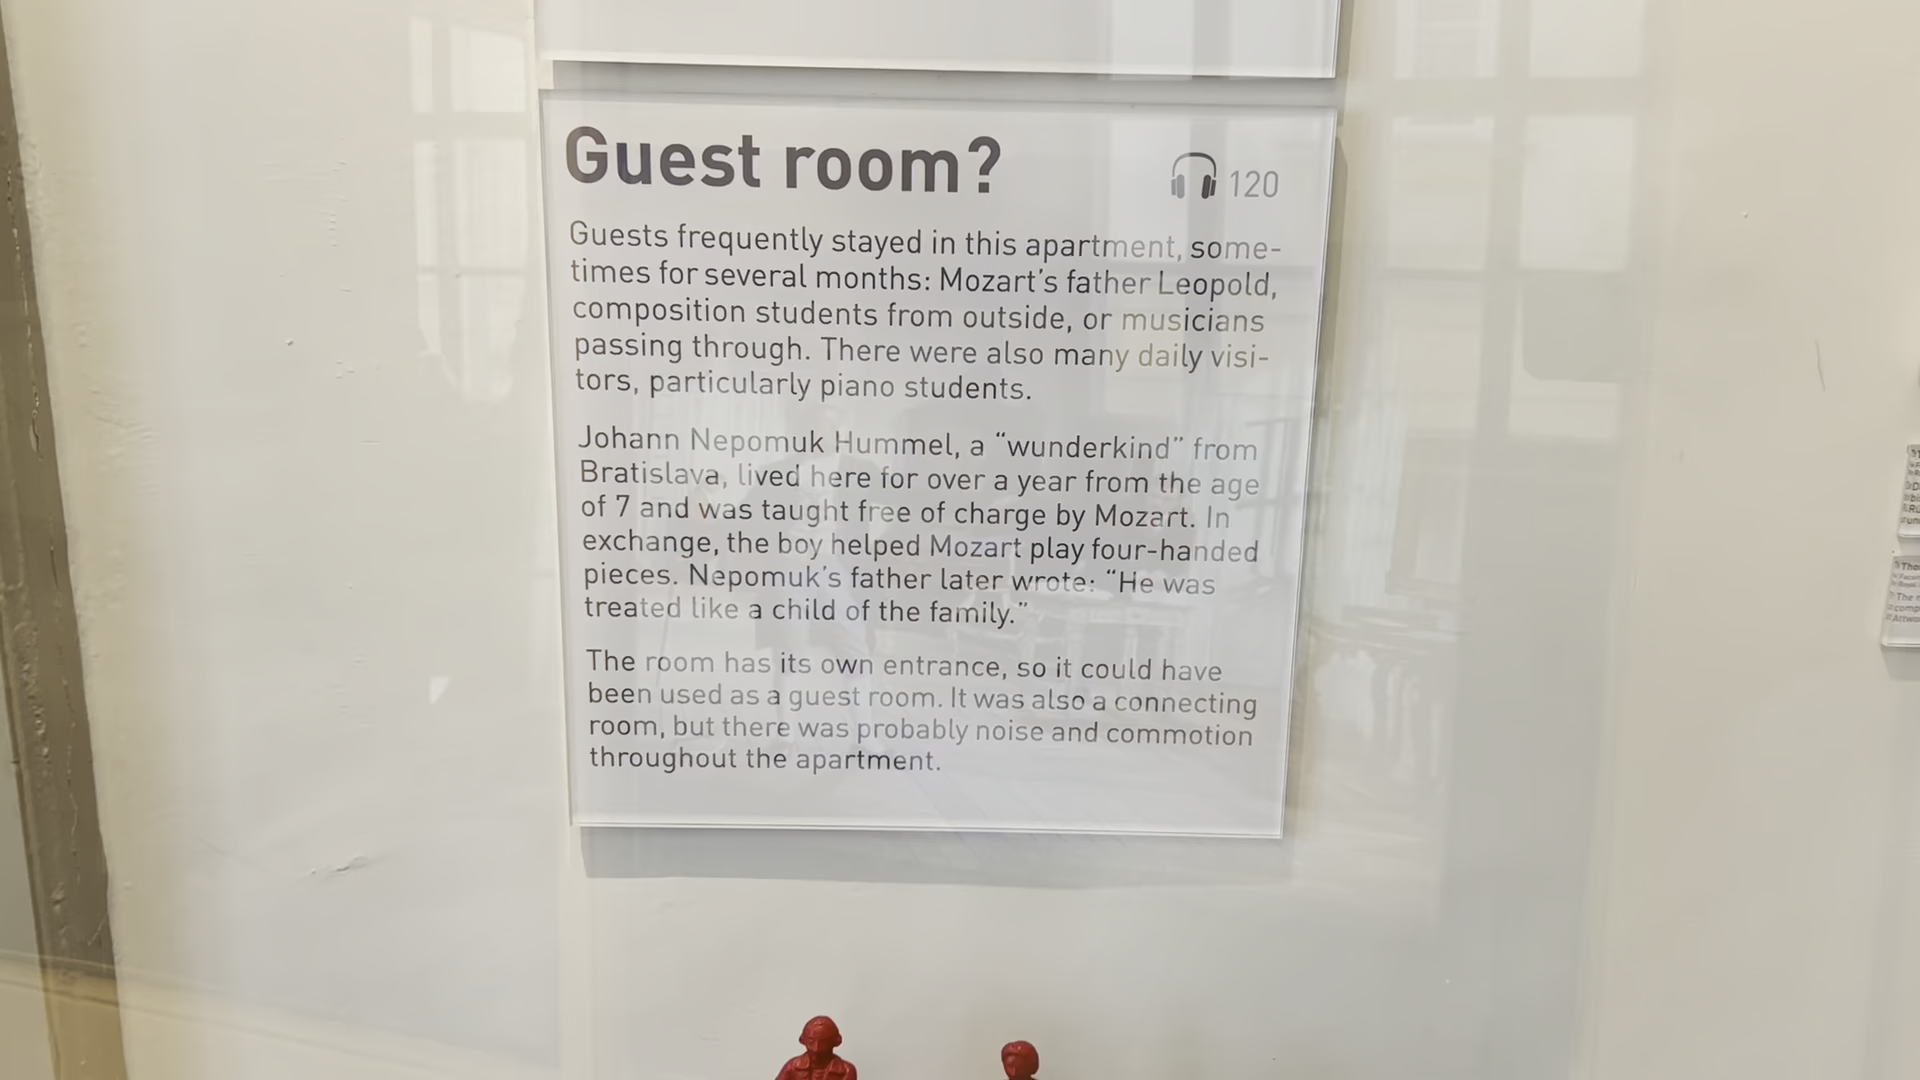 Guest room?
120
Guests frequently stayed in this apartment, some-
times for several months: Mozart's father Leopold,
composition students from outside, or musicians
passing through. There were also many daily visi-
tors, particularly piano students.
Johann Nepomuk Hummel, a “wunderkind” from
Bratislava, lived here for over a year from the age
of 7 and was taught free of charge by Mozart. In
exchange, the boy helped Mozart play four-handed
pieces. Nepomuk's father later wrote: “He was
treated like a child of the family.”
The room has its own entrance, so it could have
been used as a guest room. It was also a connecting
room, but there was probably noise and commotion
throughout the apartment.